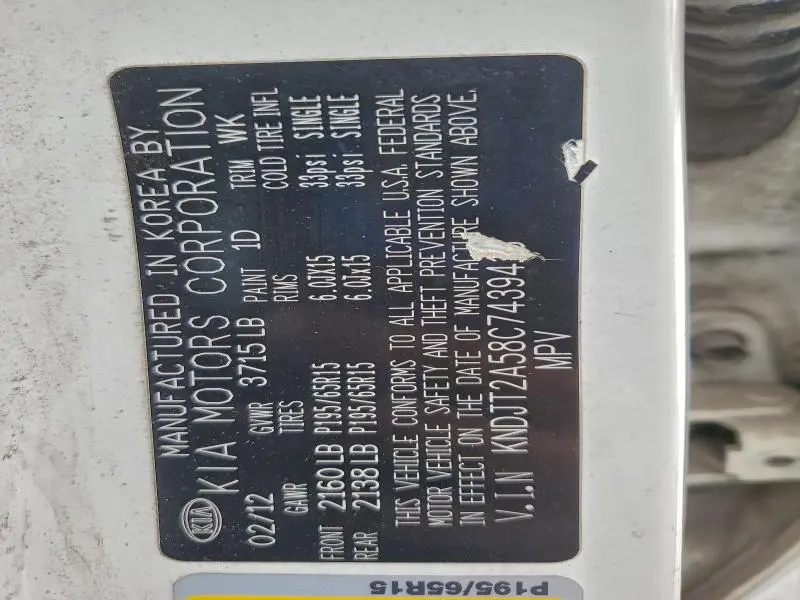 MANUFACTURED IN KOREA BY
KIA KIA MOTORS CORPORATION
02/12 GVWR 3715 LB PAINT 1D TRIM WK
GAWR TIRES RIMS COLD TIRE INFL
FRONT 2160 LB P195/65R15 6.0JX15 33psi SINGLE
REAR 2138 LB P195/65R15 6.0Jx15 33psi SINGLE
THIS VEHICLE CONFORMS TO ALL APPLICABLE U.S.A. FEDERAL
MOTOR VEHICLE SAFETY AND THEFT PREVENTION STANDARDS
IN EFFECT ON THE DATE OF MANUFACTURE SHOWN ABOVE.
V.I.N KNDJT2A58C74394
MPV
P195/65R15